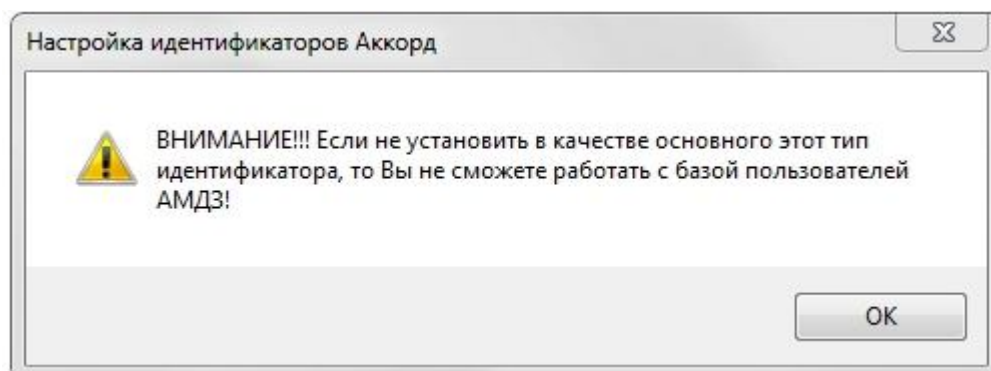 Настройка идентификаторов Аккорд
ВНИМАНИЕ!!! Если не установить в качестве основного этот тип
идентификатора, то Вы не сможете работать с базой пользователей
АМДЗ!
ОК